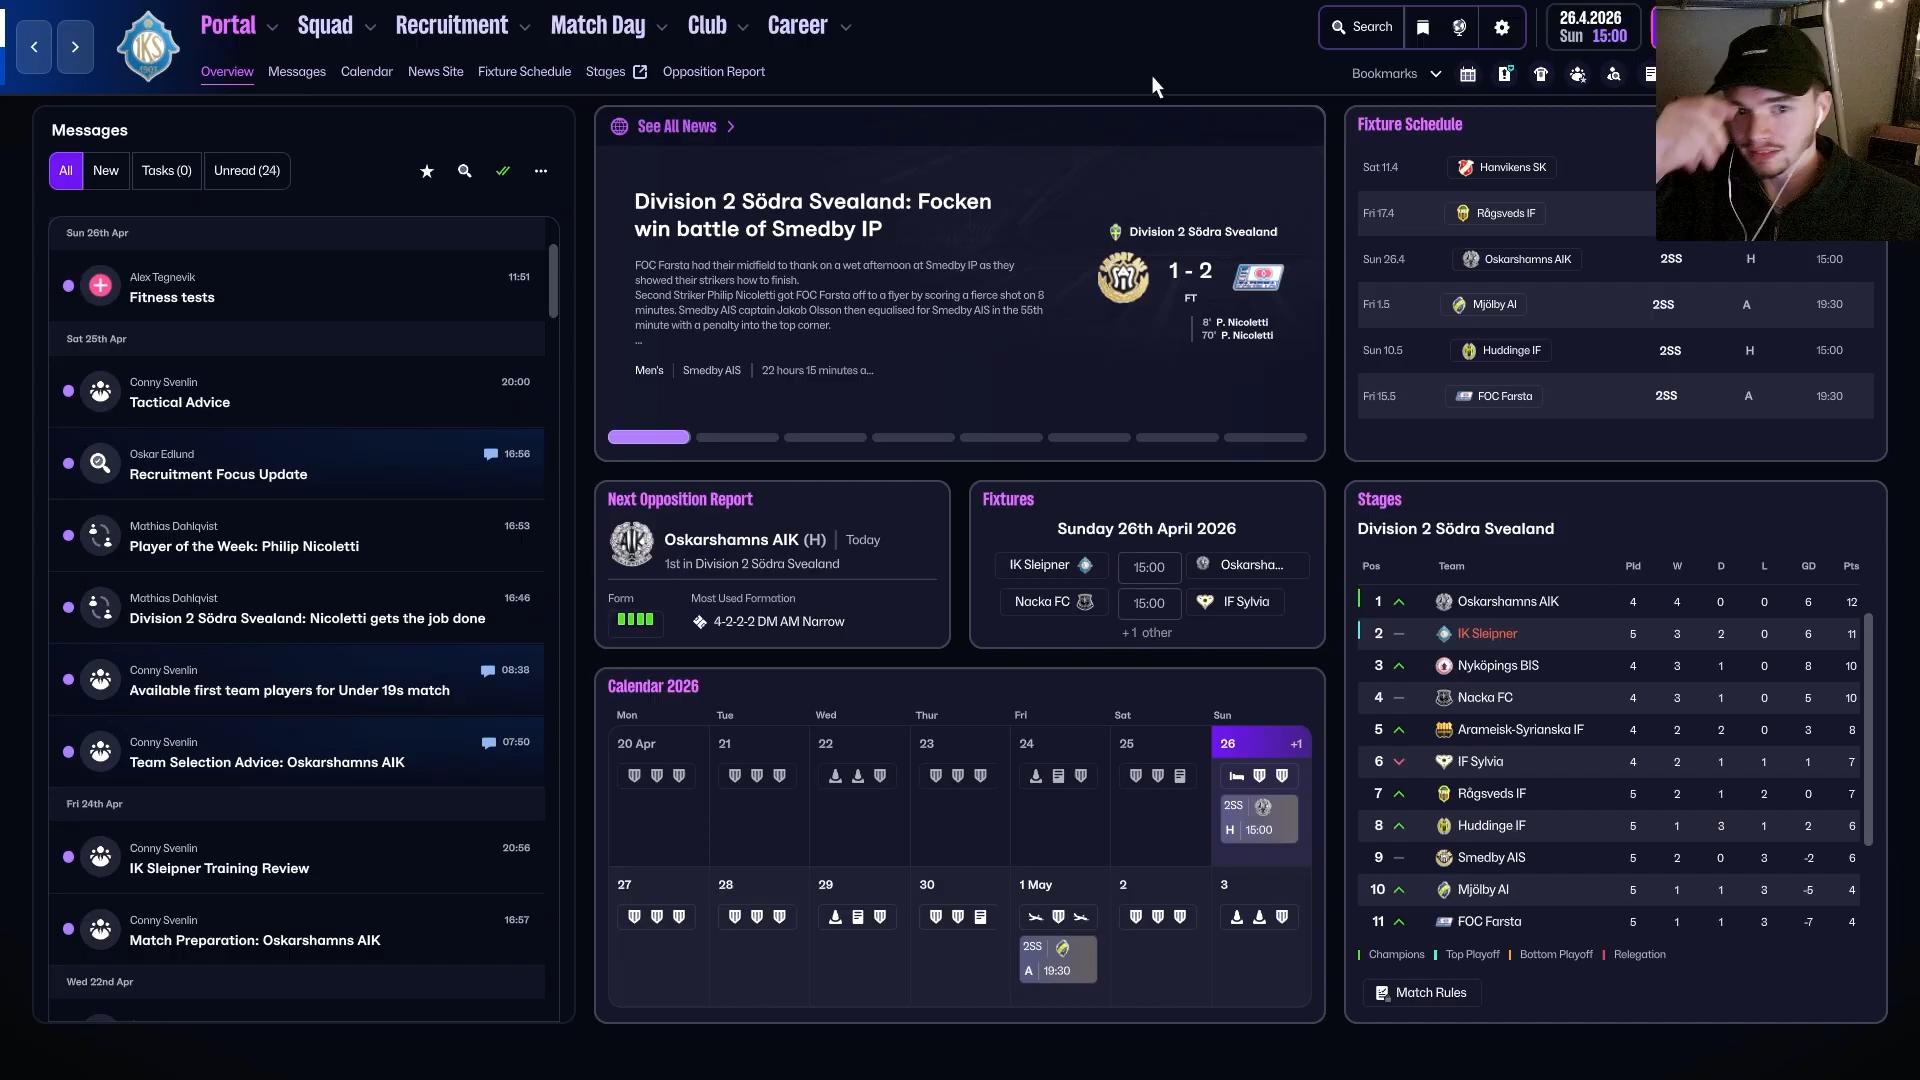 Portal
Squad
Recruitment
Match Day
Club
Career
Search
26.4.2026
Sun 15:00
Overview
Messages
Calendar
News Site
Fixture Schedule
Stages
Opposition Report
Bookmarks
Messages
All
New
Tasks (0)
Unread (24)
Sun 26th Apr
Alex Tegnevik
11:51
Fitness tests
Sat 25th Apr
Conny Svenlin
20:00
Tactical Advice
Oskar Edlund
16:56
Recruitment Focus Update
Mathias Dahlqvist
16:53
Player of the Week: Philip Nicoletti
Mathias Dahlqvist
16:46
Division 2 Södra Svealand: Nicoletti gets the job done
Conny Svenlin
08:38
Available first team players for Under 19s match
Conny Svenlin
07:50
Team Selection Advice: Oskarshamns AIK
Fri 24th Apr
Conny Svenlin
20:56
IK Sleipner Training Review
Conny Svenlin
16:57
Match Preparation: Oskarshamns AIK
Wed 22nd Apr
See All News
Division 2 Södra Svealand: Focken
win battle of Smedby IP
FOC Farsta had their midfield to thank on a wet afternoon at Smedby IP as they
showed their strikers how to finish.
Second Striker Philip Nicoletti got FOC Farsta off to a flyer by scoring a fierce shot on 8
minutes. Smedby AIS captain Jakob Olsson then equalised for Smedby AIS in the 55th
minute with a penalty into the top corner.
...
Men's
Smedby AIS
22 hours 15 minutes a...
Division 2 Södra Svealand
1 - 2
FT
8' P. Nicoletti
70' P. Nicoletti
Fixture Schedule
Sat 11.4 Hanvikens SK
Fri 17.4 Rågsveds IF
Sun 26.4 Oskarshamns AIK 2SS H 15:00
Fri 1.5 Mjölby AI 2SS A 19:30
Sun 10.5 Huddinge IF 2SS H 15:00
Fri 15.5 FOC Farsta 2SS A 19:30
Next Opposition Report
Oskarshamns AIK (H) Today
1st in Division 2 Södra Svealand
Form
Most Used Formation
4-2-2-2 DM AM Narrow
Fixtures
Sunday 26th April 2026
IK Sleipner 15:00 Oskarsha...
Nacka FC 15:00 IF Sylvia
+1 other
Calendar 2026
Mon Tue Wed Thur Fri Sat Sun
20 Apr 21 22 23 24 25 26 +1
2SS
H 15:00
27 28 29 30 1 May 2 3
2SS
A 19:30
Stages
Division 2 Södra Svealand
Pos Team Pld W D L GD Pts
1 Oskarshamns AIK 4 4 0 0 6 12
2 IK Sleipner 5 3 2 0 6 11
3 Nyköpings BIS 4 3 1 0 8 10
4 Nacka FC 4 3 1 0 5 10
5 Arameisk-Syrianska IF 4 2 2 0 3 8
6 IF Sylvia 4 2 1 1 1 7
7 Rågsveds IF 5 2 1 2 0 7
8 Huddinge IF 5 1 3 1 2 6
9 Smedby AIS 5 2 0 3 -2 6
10 Mjölby AI 5 1 1 3 -5 4
11 FOC Farsta 5 1 1 3 -7 4
Champions
Top Playoff
Bottom Playoff
Relegation
Match Rules